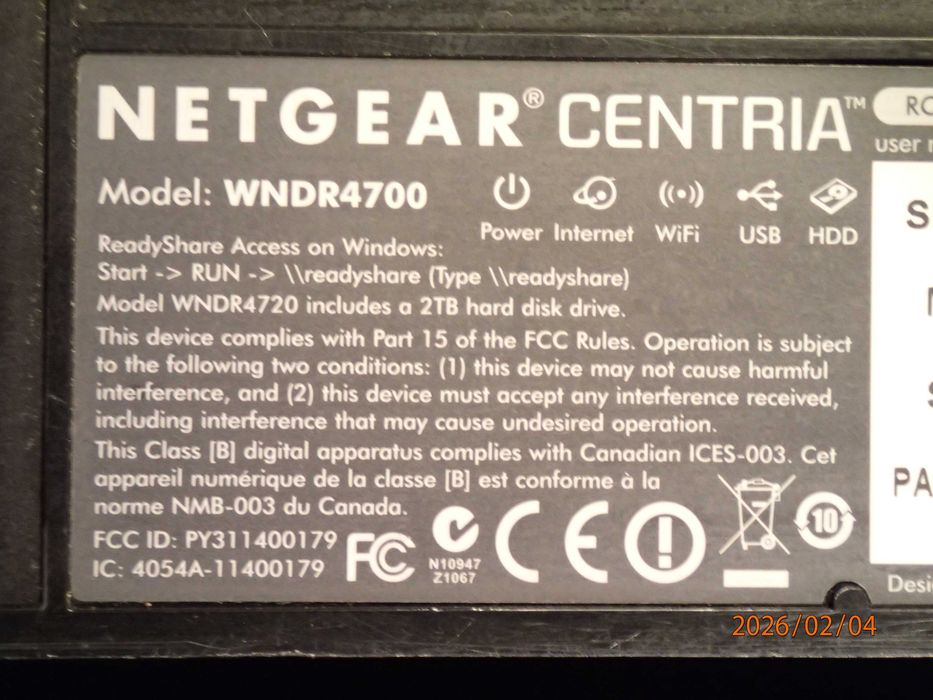 NETGEAR® CENTRIA™
RO
user
Model: WNDR4700
Power Internet WiFi USB HDD
ReadyShare Access on Windows:
Start -> RUN -> \\readyshare (Type \\readyshare)
Model WNDR4720 includes a 2TB hard disk drive.
This device complies with Part 15 of the FCC Rules. Operation is subject
to the following two conditions: (1) this device may not cause harmful
interference, and (2) this device must accept any interference received,
including interference that may cause undesired operation.
This Class [B] digital apparatus complies with Canadian ICES-003. Cet
appareil numérique de la classe [B] est conforme à la
norme NMB-003 du Canada.
FCC ID: PY311400179
IC: 4054A-11400179
FC
N10947
Z1067
CE
10
S
PA
Desi
2026/02/04